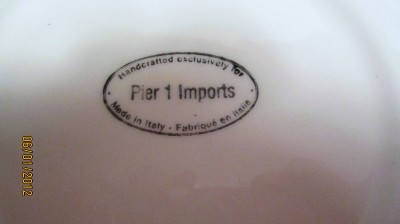 Handcrafted exclusively for
Pier 1 Imports
Made in Italy - Fabriqué en Italie
06/01/2012